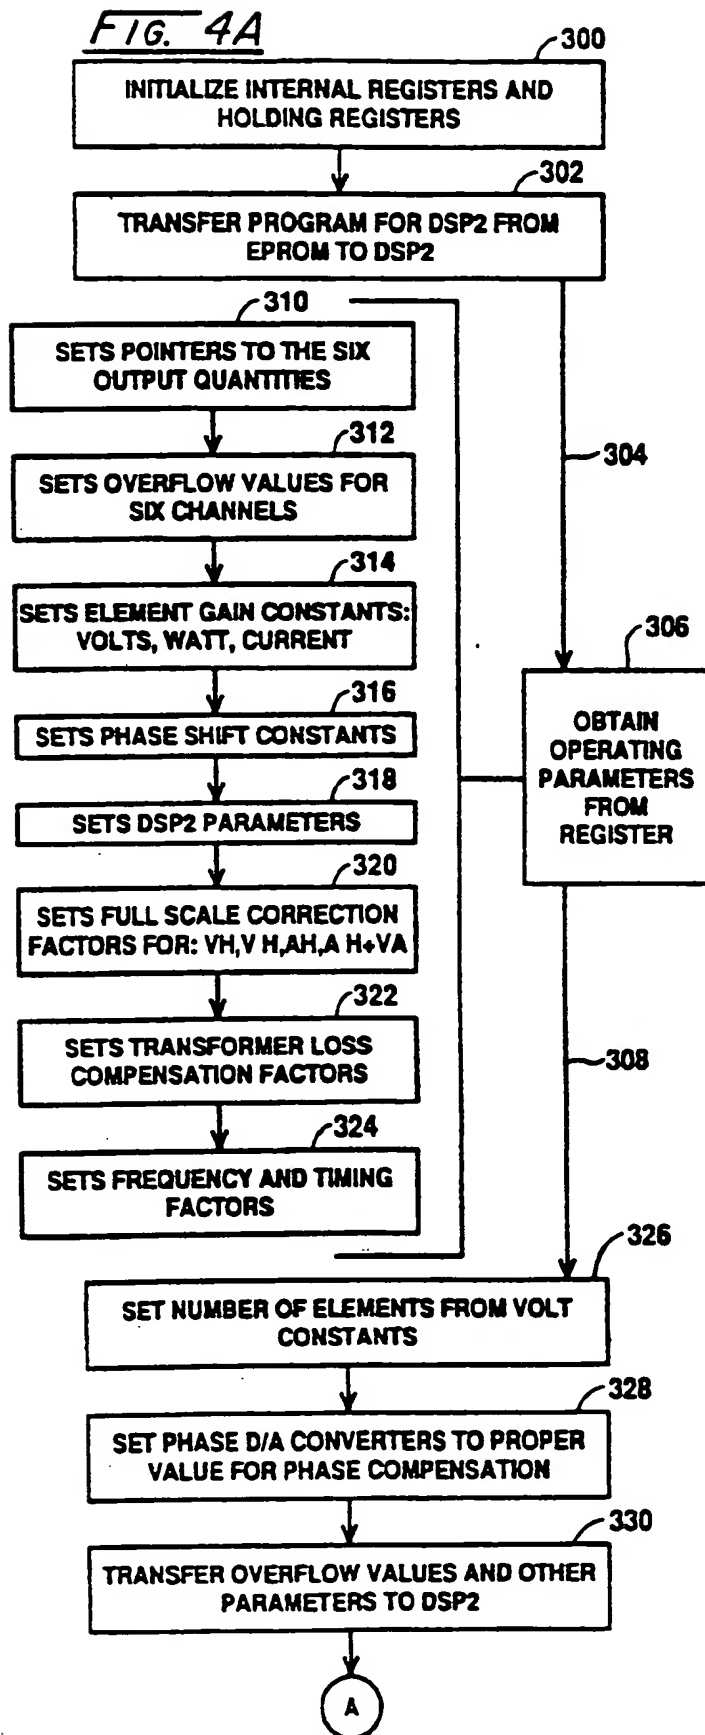 FIG. 4A
300
INITIALIZE INTERNAL REGISTERS AND
HOLDING REGISTERS
302
TRANSFER PROGRAM FOR DSP2 FROM
EPROM TO DSP2
304
306
OBTAIN
OPERATING
PARAMETERS
FROM
REGISTER
308
310
SETS POINTERS TO THE SIX
OUTPUT QUANTITIES
312
SETS OVERFLOW VALUES FOR
SIX CHANNELS
314
SETS ELEMENT GAIN CONSTANTS:
VOLTS, WATT, CURRENT
316
SETS PHASE SHIFT CONSTANTS
318
SETS DSP2 PARAMETERS
320
SETS FULL SCALE CORRECTION
FACTORS FOR: VH,V H,AH,A H+VA
322
SETS TRANSFORMER LOSS
COMPENSATION FACTORS
324
SETS FREQUENCY AND TIMING
FACTORS
326
SET NUMBER OF ELEMENTS FROM VOLT
CONSTANTS
328
SET PHASE D/A CONVERTERS TO PROPER
VALUE FOR PHASE COMPENSATION
330
TRANSFER OVERFLOW VALUES AND OTHER
PARAMETERS TO DSP2
A